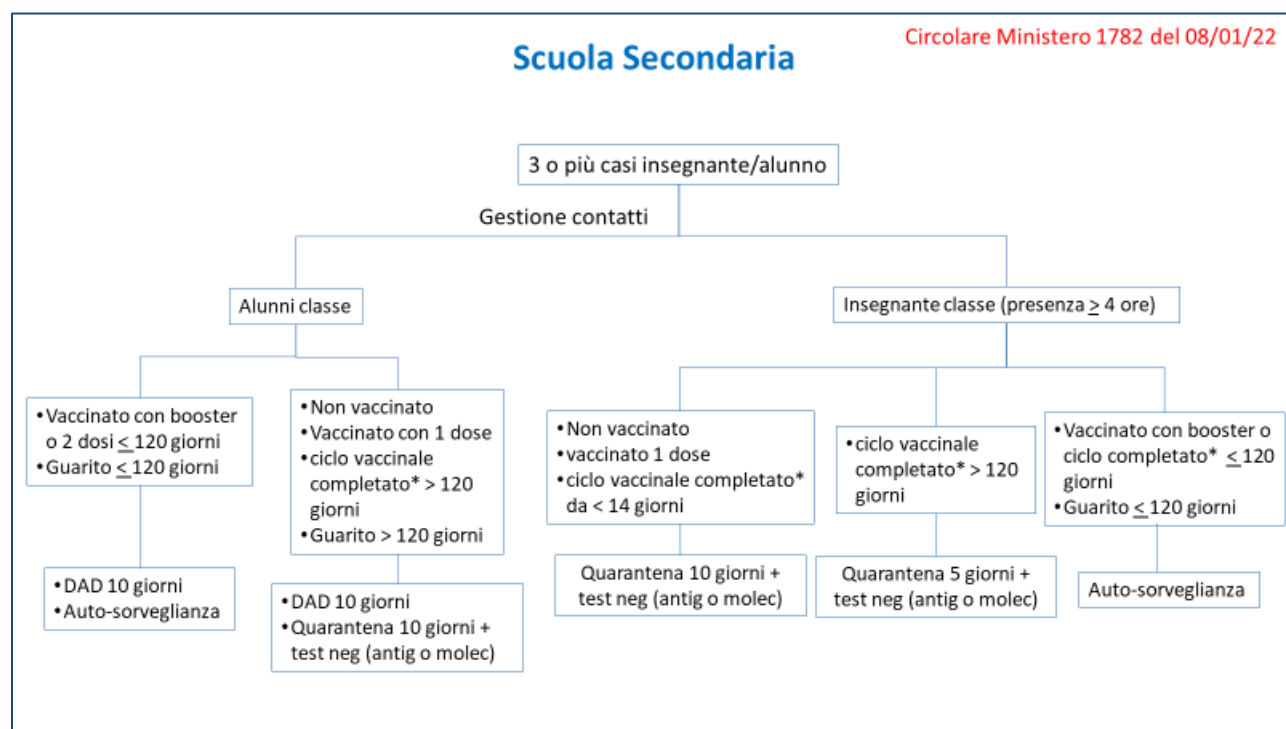 Circolare Ministero 1782 del 08/01/22
Scuola Secondaria
3 o più casi insegnante/alunno
Gestione contatti
Alunni classe
Insegnante classe (presenza ≥ 4 ore)
•Vaccinato con booster
o 2 dosi ≤ 120 giorni
•Guarito ≤ 120 giorni
•Non vaccinato
•Vaccinato con 1 dose
•ciclo vaccinale
completato* > 120
giorni
•Guarito > 120 giorni
•Non vaccinato
•vaccinato 1 dose
•ciclo vaccinale completato*
da < 14 giorni
•ciclo vaccinale
completato* > 120
giorni
•Vaccinato con booster o
ciclo completato* ≤ 120
giorni
•Guarito ≤ 120 giorni
•DAD 10 giorni
•Auto-sorveglianza
•DAD 10 giorni
•Quarantena 10 giorni +
test neg (antig o molec)
Quarantena 10 giorni +
test neg (antig o molec)
Quarantena 5 giorni +
test neg (antig o molec)
Auto-sorveglianza